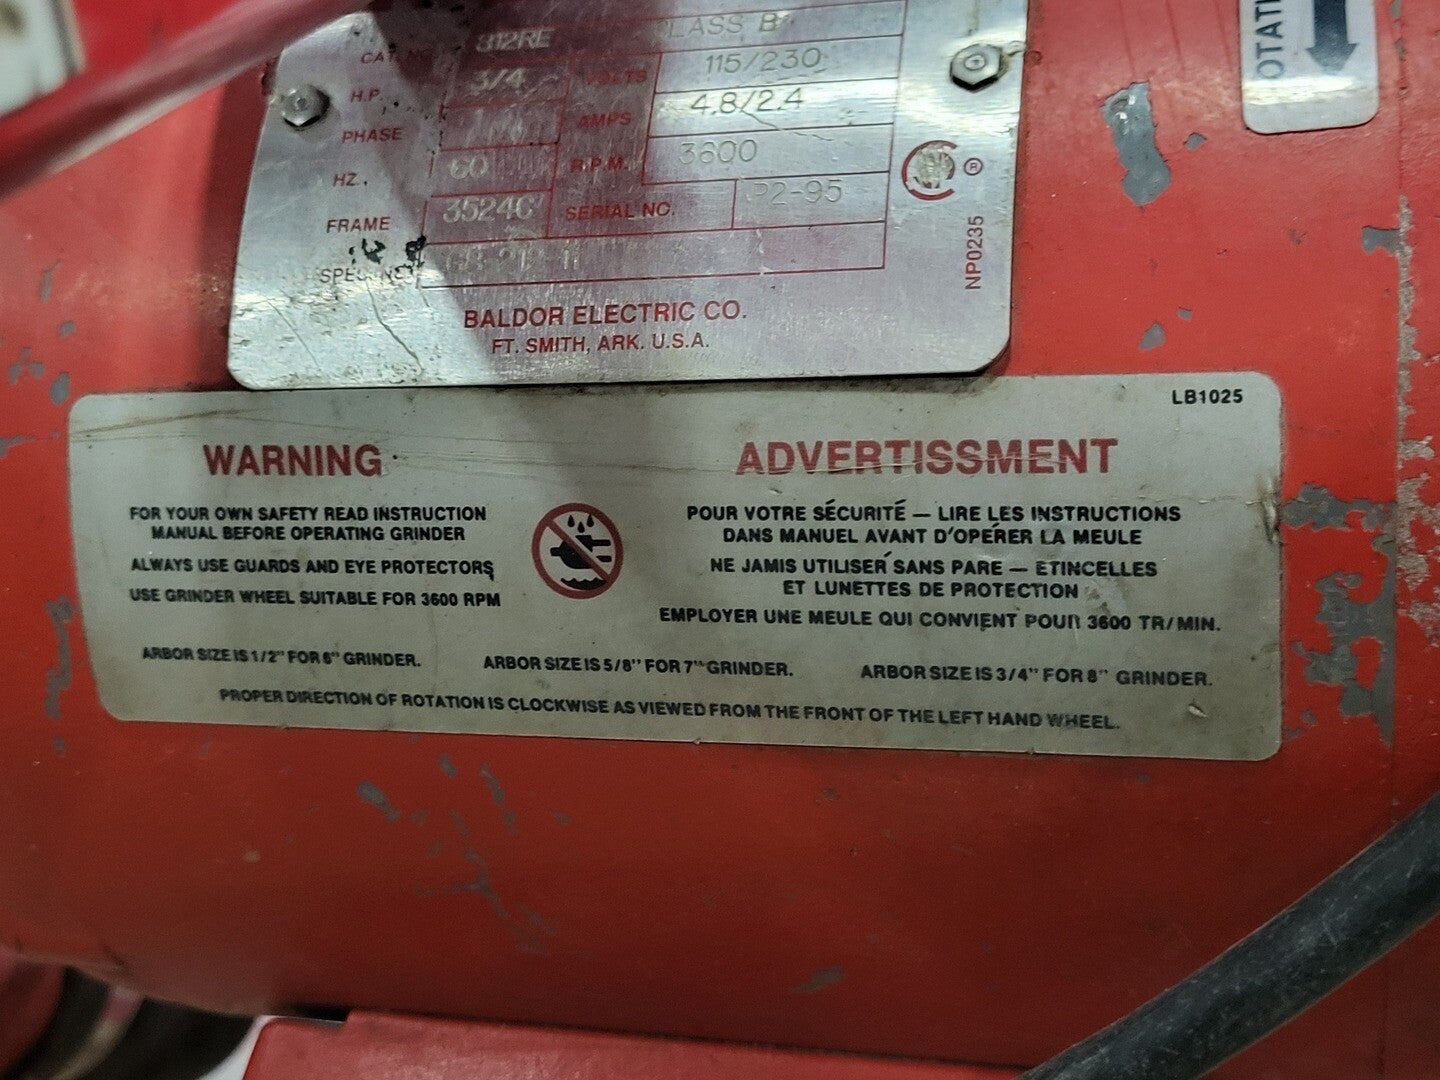 CLASS B
CAT. NO. 312RE VOLTS 115/230
H.P. 3/4 AMPS 4.8/2.4
PHASE R.P.M. 3600
HZ. 60 SERIAL NO. P2-95
FRAME 3524C
SPEC. NO.
NP0235
®
BALDOR ELECTRIC CO.
FT. SMITH, ARK. U.S.A.
LB1025
WARNING
FOR YOUR OWN SAFETY READ INSTRUCTION
MANUAL BEFORE OPERATING GRINDER
ALWAYS USE GUARDS AND EYE PROTECTORS
USE GRINDER WHEEL SUITABLE FOR 3600 RPM
ADVERTISSMENT
POUR VOTRE SÉCURITÉ — LIRE LES INSTRUCTIONS
DANS MANUEL AVANT D'OPÉRER LA MEULE
NE JAMIS UTILISER SANS PARE — ÉTINCELLES
ET LUNETTES DE PROTECTION
EMPLOYER UNE MEULE QUI CONVIENT POUR 3600 TR/MIN.
ARBOR SIZE IS 1/2" FOR 6" GRINDER. ARBOR SIZE IS 5/8" FOR 7" GRINDER. ARBOR SIZE IS 3/4" FOR 8" GRINDER.
PROPER DIRECTION OF ROTATION IS CLOCKWISE AS VIEWED FROM THE FRONT OF THE LEFT HAND WHEEL.